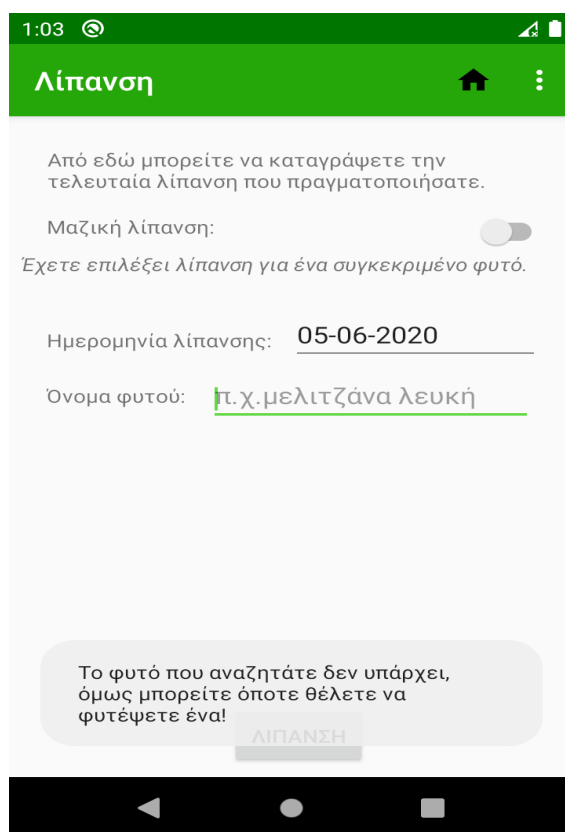 1:03
Λίπανση
Από εδώ μπορείτε να καταγράψετε την
τελευταία λίπανση που πραγματοποιήσατε.
Μαζική λίπανση:
Έχετε επιλέξει λίπανση για ένα συγκεκριμένο φυτό.
Ημερομηνία λίπανσης: 05-06-2020
Όνομα φυτού: π.χ.μελιτζάνα λευκή
Το φυτό που αναζητάτε δεν υπάρχει,
όμως μπορείτε όποτε θέλετε να
φυτέψετε ένα!
ΛΙΠΑΝΣΗ